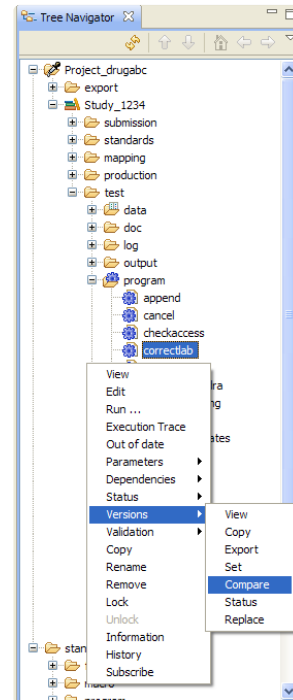 Tree Navigator
Project_drugabc
export
Study_1234
submission
standards
mapping
production
test
data
doc
log
output
program
append
cancel
checkaccess
correctlab
View
Edit
Run ...
Execution Trace
Out of date
Parameters
Dependencies
Status
Versions
Validation
Copy
Rename
Remove
Lock
Unlock
Information
History
Subscribe
View
Copy
Export
Set
Compare
Status
Replace